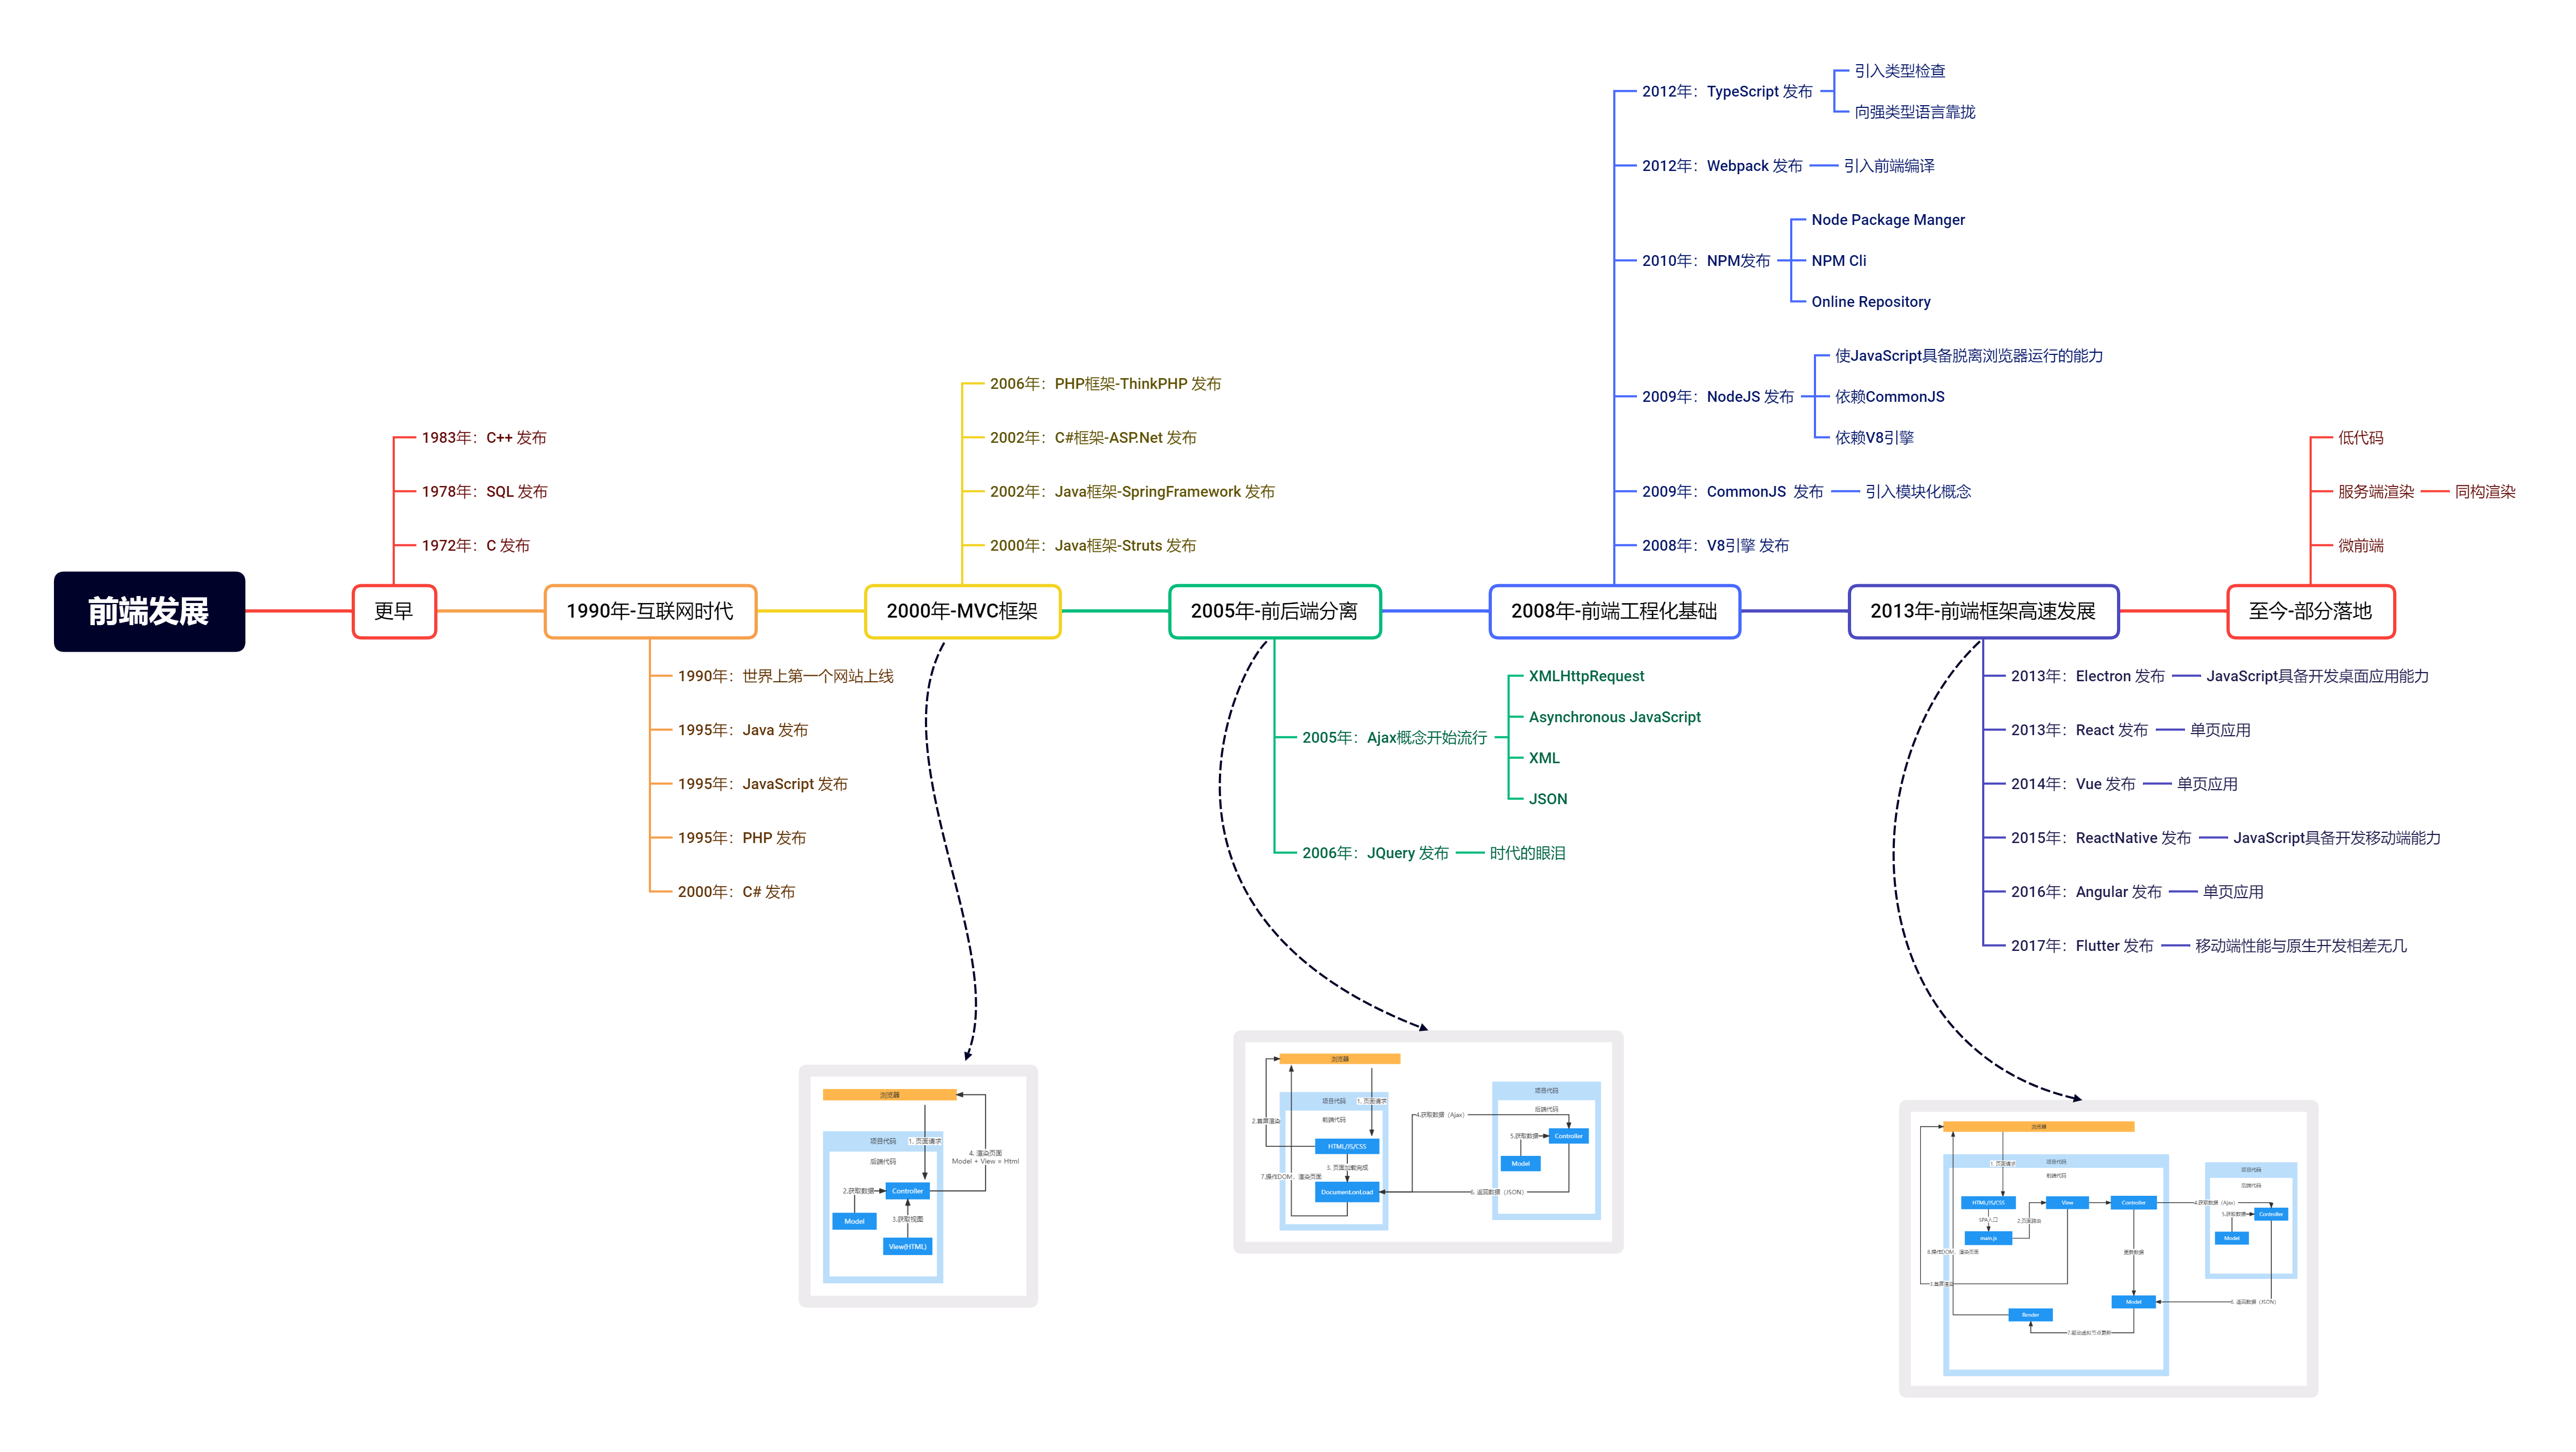 前端发展
更早
1983年：C++ 发布
1978年：SQL 发布
1972年：C 发布
1990年-互联网时代
1990年：世界上第一个网站上线
1995年：Java 发布
1995年：JavaScript 发布
1995年：PHP 发布
2000年：C# 发布
2000年-MVC框架
2006年：PHP框架-ThinkPHP 发布
2002年：C#框架-ASP.Net 发布
2002年：Java框架-SpringFramework 发布
2000年：Java框架-Struts 发布
2005年-前后端分离
2005年：Ajax概念开始流行
XMLHttpRequest
Asynchronous JavaScript
XML
JSON
2006年：JQuery 发布
时代的眼泪
2008年-前端工程化基础
2012年：TypeScript 发布
引入类型检查
向强类型语言靠拢
2012年：Webpack 发布
引入前端编译
2010年：NPM发布
Node Package Manger
NPM Cli
Online Repository
2009年：NodeJS 发布
使JavaScript具备脱离浏览器运行的能力
依赖CommonJS
依赖V8引擎
2009年：CommonJS 发布
引入模块化概念
2008年：V8引擎 发布
2013年-前端框架高速发展
2013年：Electron 发布
JavaScript具备开发桌面应用能力
2013年：React 发布
单页应用
2014年：Vue 发布
单页应用
2015年：ReactNative 发布
JavaScript具备开发移动端能力
2016年：Angular 发布
单页应用
2017年：Flutter 发布
移动端性能与原生开发相差无几
至今-部分落地
低代码
服务端渲染
同构渲染
微前端
浏览器
项目代码
1. 页面请求
后端代码
4. 渲染页面
Model + View = Html
2.获取数据
Controller
Model
3.获取视图
View(HTML)
浏览器
项目代码
1. 页面请求
前端代码
2.首屏渲染
HTML/JS/CSS
3. 页面加载完成
7.操作DOM、渲染页面
Document.onLoad
4.获取数据（Ajax）
项目代码
后端代码
5.获取数据
Controller
Model
6. 返回数据（JSON）
浏览器
项目代码
1. 页面请求
前端代码
HTML/JS/CSS
View
Controller
SPA入口
2.页面路由
main.js
8.操作DOM、渲染页面
更新数据
3.首屏渲染
Model
Render
7.驱动虚拟节点更新
4.获取数据（Ajax）
项目代码
后端代码
5.获取数据
Controller
Model
6. 返回数据（JSON）